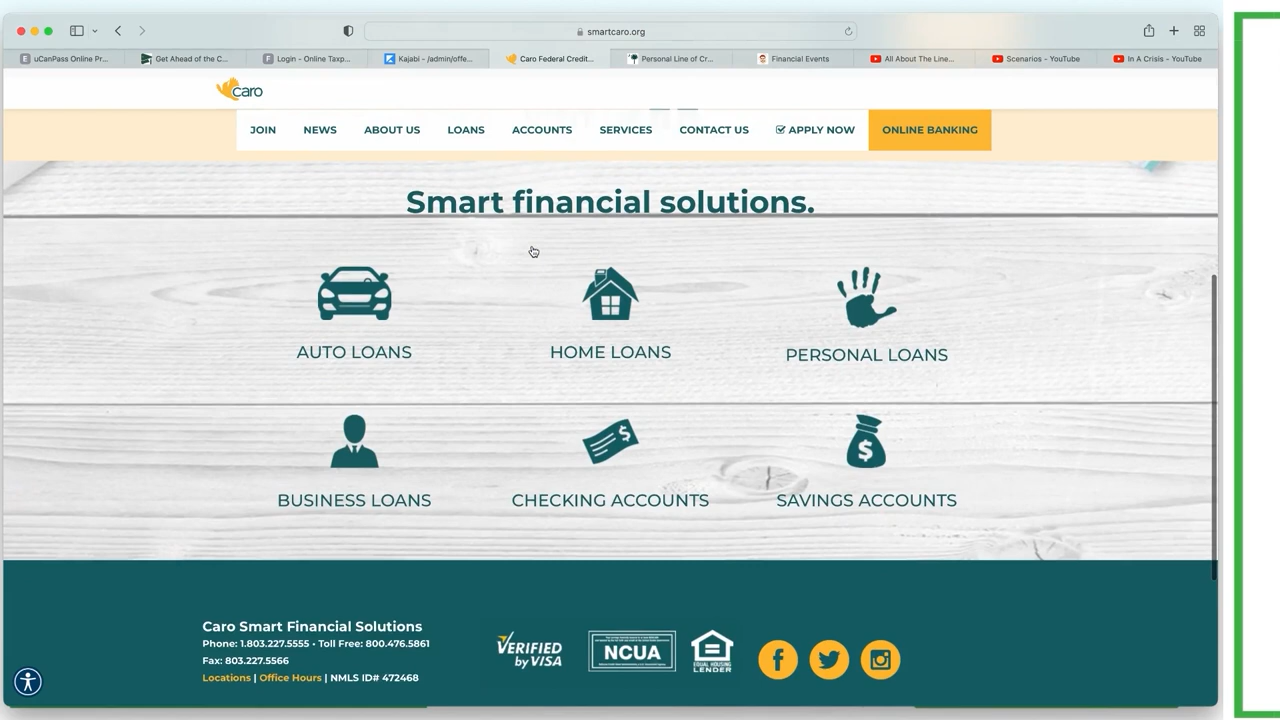 smartcaro.org
uCanPass Online Pr...
Get Ahead of the C...
Login - Online Taxp...
Kajabi - /admin/offe...
Caro Federal Credit...
Personal Line of Cr...
Financial Events
All About The Line...
Scenarios - YouTube
In A Crisis - YouTube
caro
JOIN NEWS ABOUT US LOANS ACCOUNTS SERVICES CONTACT US APPLY NOW ONLINE BANKING
Smart financial solutions.
AUTO LOANS HOME LOANS PERSONAL LOANS
BUSINESS LOANS CHECKING ACCOUNTS SAVINGS ACCOUNTS
Caro Smart Financial Solutions
Phone: 1.803.227.5555 • Toll Free: 800.476.5861
Fax: 803.227.5566
Locations | Office Hours | NMLS ID# 472468
VERIFIED
by VISA
NCUA
EQUAL HOUSING
LENDER